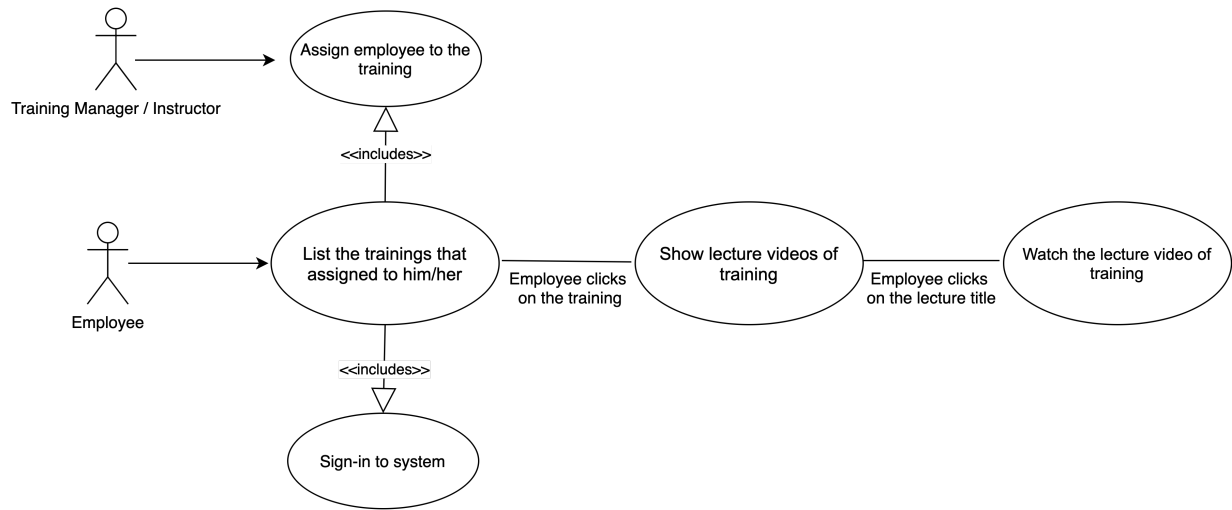 Assign employee to the
training
Training Manager / Instructor
<<includes>>
List the trainings that
assigned to him/her
Employee
Employee clicks
on the training
Show lecture videos of
training
Employee clicks
on the lecture title
Watch the lecture video of
training
<<includes>>
Sign-in to system